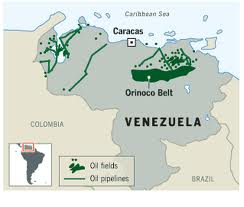 Caribbean Sea
Caracas
Orinoco Belt
COLOMBIA
VENEZUELA
BRAZIL
Oil fields
Oil pipelines